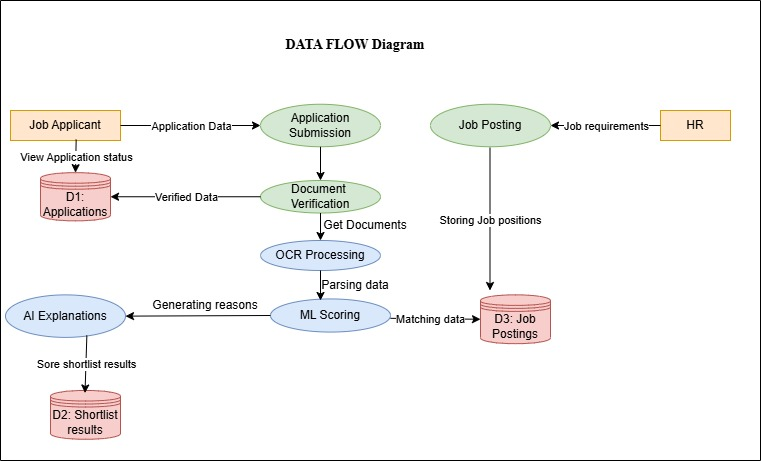 DATA FLOW Diagram
Job Applicant
Application Data
Application
Submission
Job Posting
Job requirements
HR
View Application status
D1:
Applications
Verified Data
Document
Verification
Get Documents
Storing Job positions
OCR Processing
Parsing data
Generating reasons
AI Explanations
ML Scoring
Matching data
D3: Job
Postings
Sore shortlist results
D2: Shortlist
results